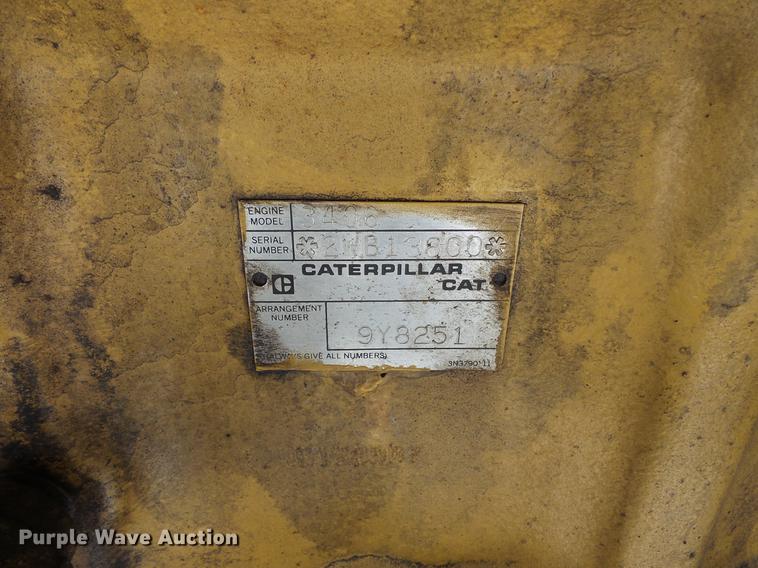 ENGINE MODEL 3406
SERIAL NUMBER *2WB13800*
CATERPILLAR
CAT
ARRANGEMENT NUMBER 9Y8251
(ALWAYS GIVE ALL NUMBERS)
Purple Wave Auction